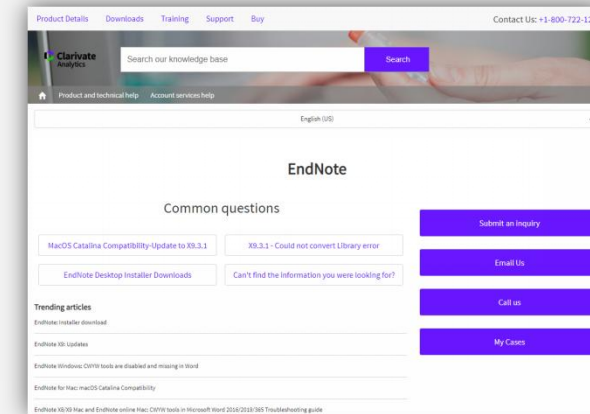 Product Details Downloads Training Support Buy Contact Us: +1-800-722-12
Clarivate
Analytics
Search our knowledge base Search
Product and technical help Account services help
English (US)
EndNote
Common questions
MacOS Catalina Compatibility-Update to X9.3.1 X9.3.1 - Could not convert Library error
EndNote Desktop Installer Downloads Can't find the information you were looking for?
Submit an Inquiry
Email Us
Call us
My Cases
Trending articles
EndNote: Installer download
EndNote X8: Updates
EndNote Windows: CWYW tools are disabled and missing in Word
EndNote for Mac: macOS Catalina Compatibility
EndNote X8/X9 Mac and EndNote online Mac: CWYW tools in Microsoft Word 2016/2019/365 Troubleshooting guide